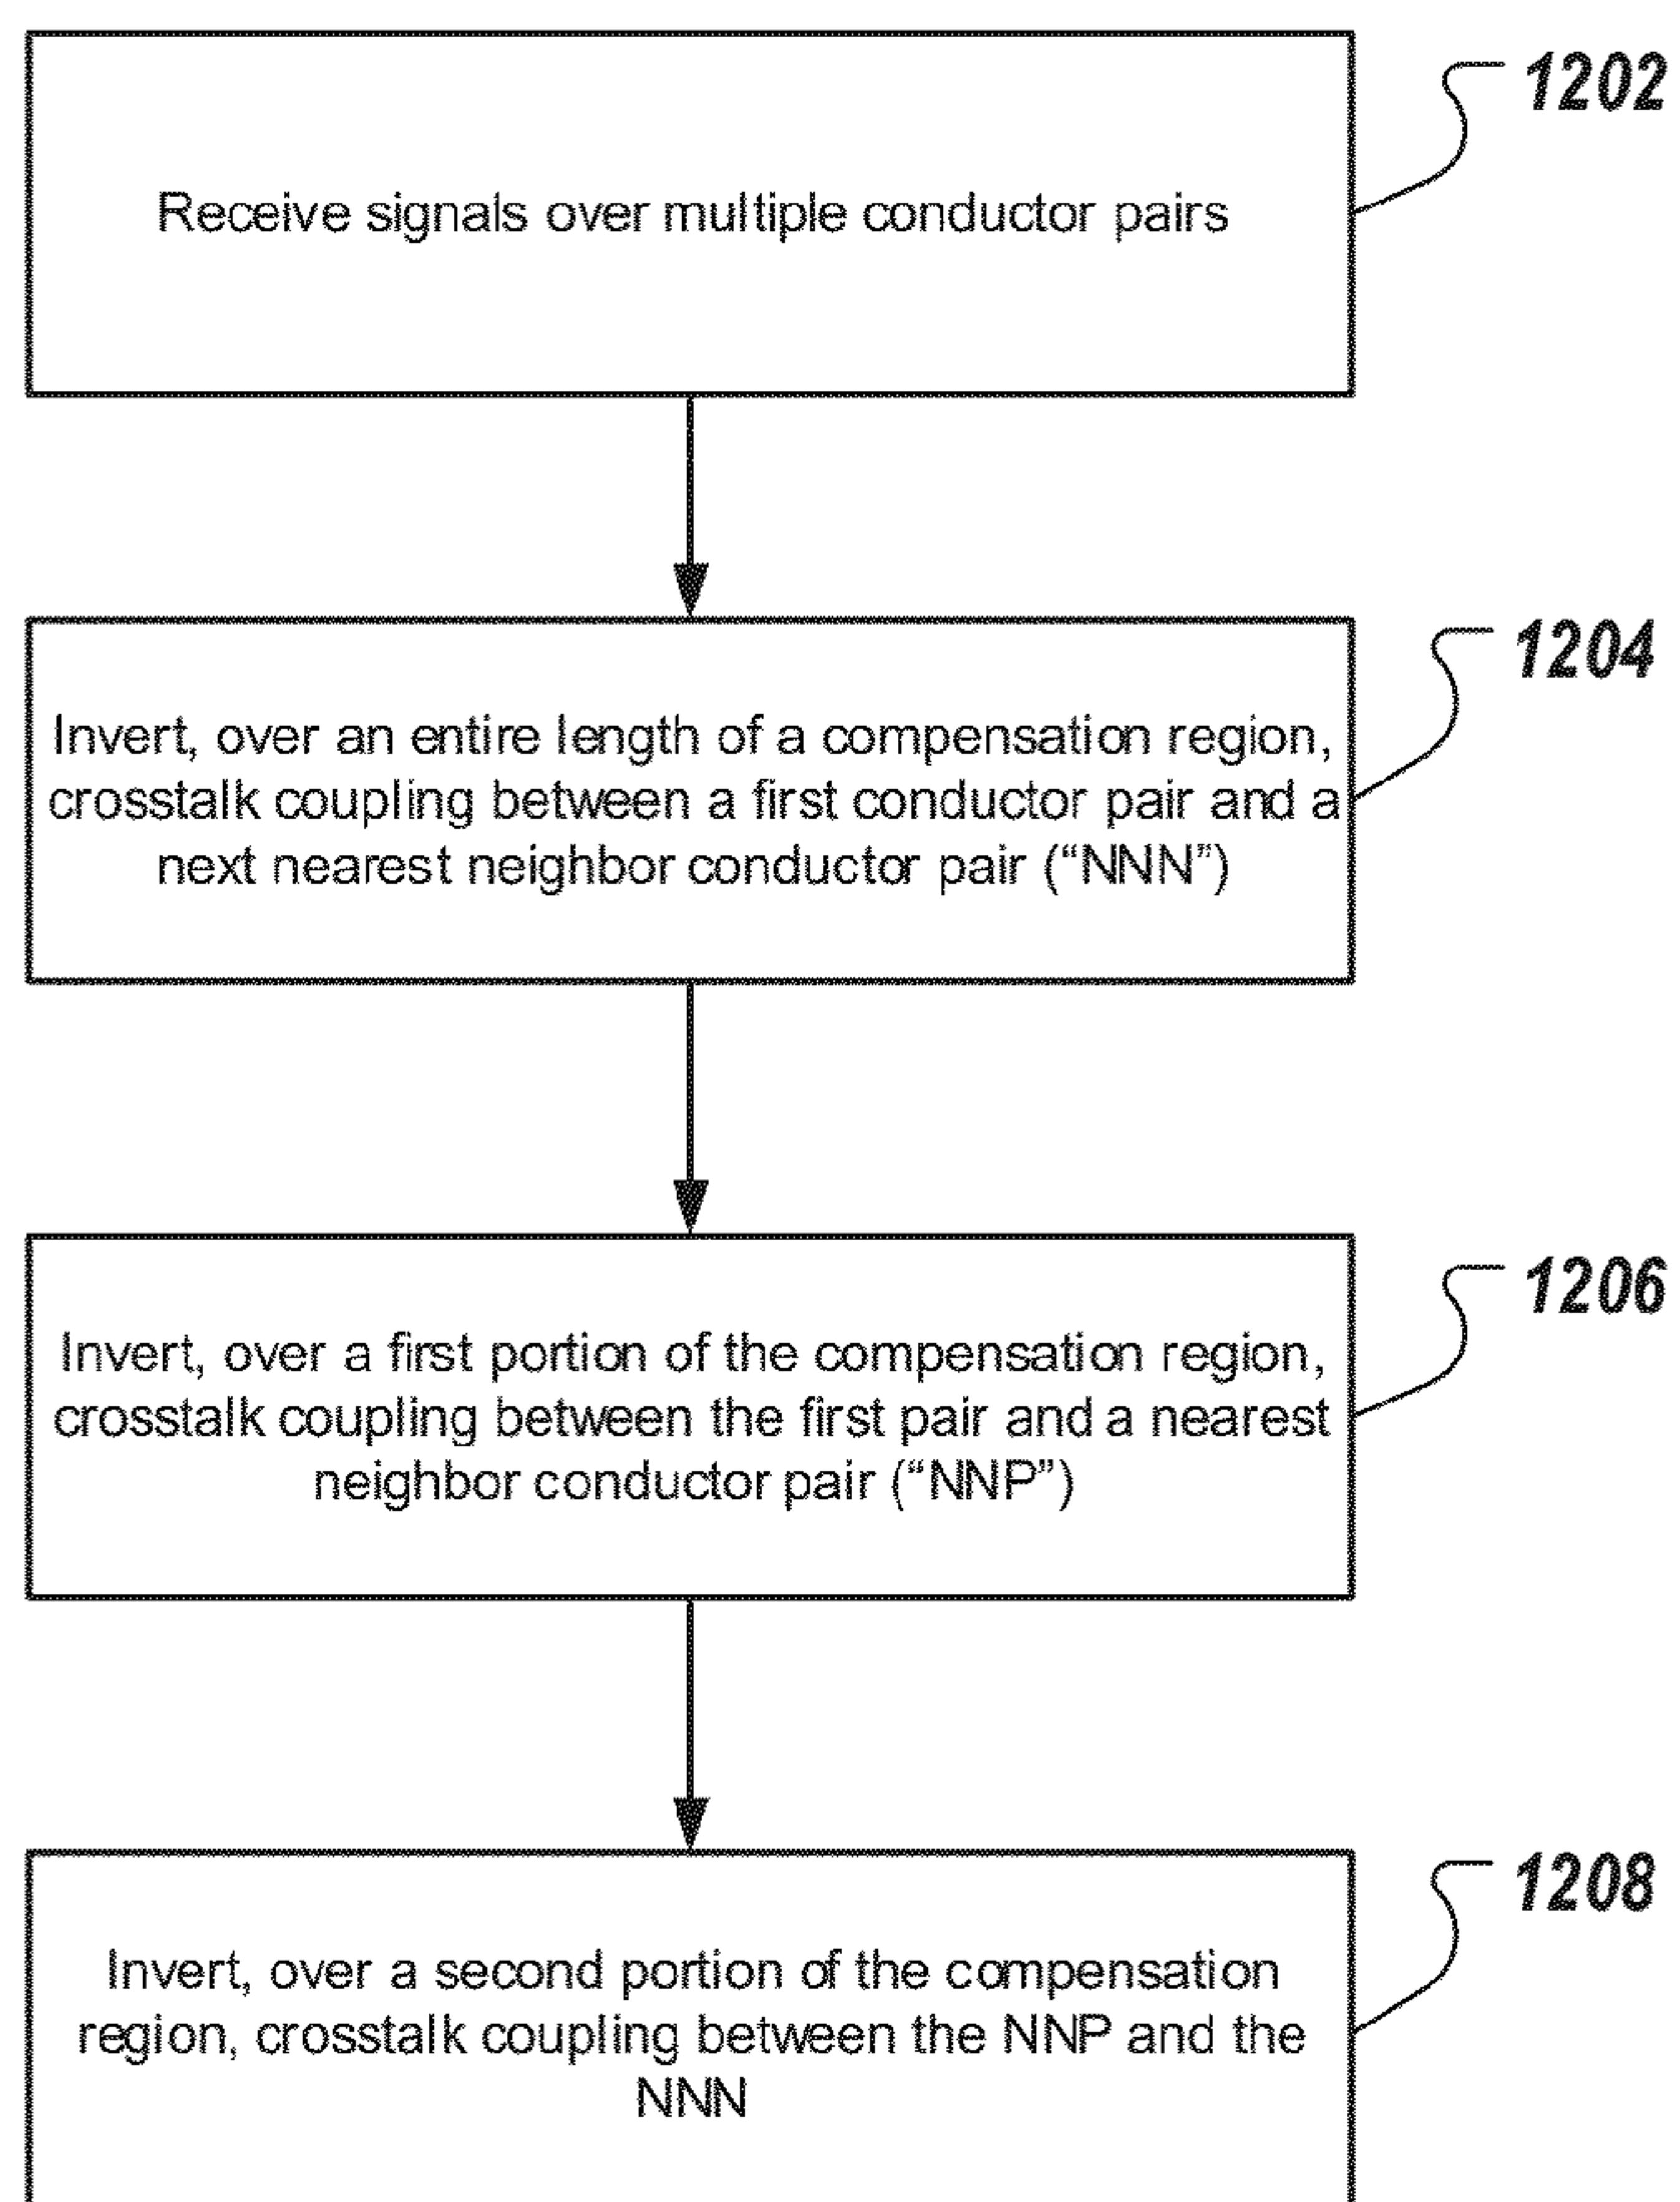 Receive signals over multiple conductor pairs
1202
Invert, over an entire length of a compensation region,
crosstalk coupling between a first conductor pair and a
next nearest neighbor conductor pair (“NNN”)
1204
Invert, over a first portion of the compensation region,
crosstalk coupling between the first pair and a nearest
neighbor conductor pair (“NNP”)
1206
Invert, over a second portion of the compensation
region, crosstalk coupling between the NNP and the
NNN
1208